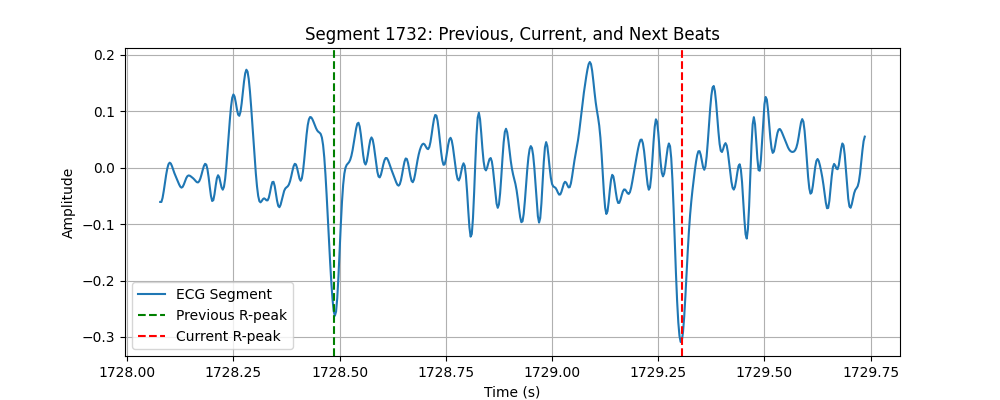 Segment 1732: Previous, Current, and Next Beats
0.2
0.1
0.0
−0.1
−0.2
−0.3
Amplitude
ECG Segment
Previous R-peak
Current R-peak
1728.00 1728.25 1728.50 1728.75 1729.00 1729.25 1729.50 1729.75
Time (s)